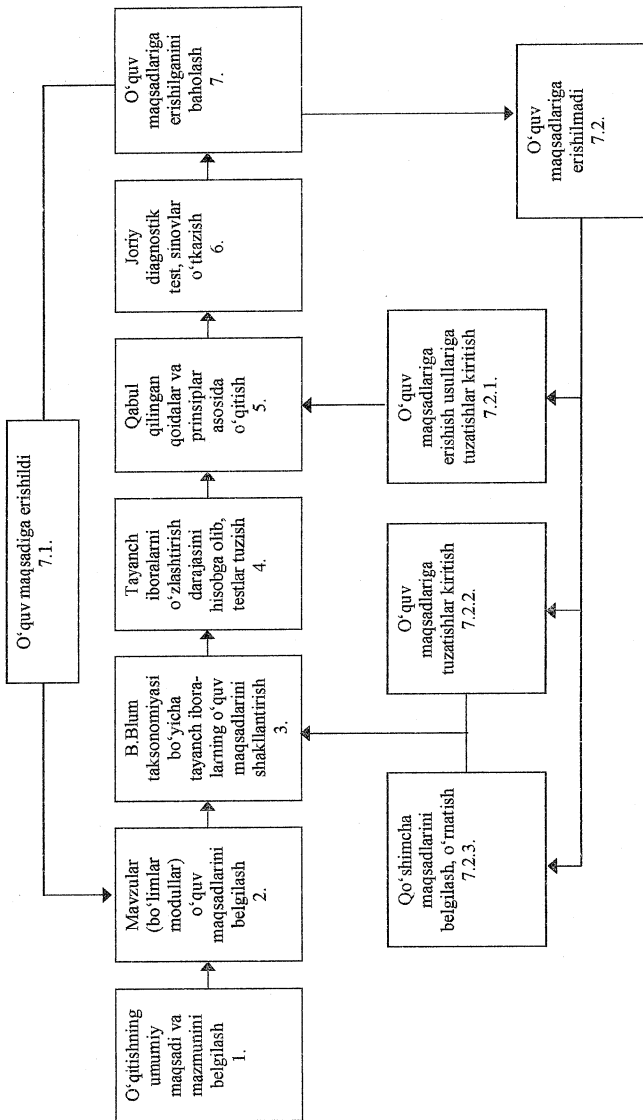 O‘quv maqsadiga erishildi
7.1.
O‘qitishning
umumiy
maqsadi va
mazmunini
belgilash
1.
Mavzular
(bo‘limlar
modullar)
o‘quv
maqsadlarini
belgilash
2.
B.Blum
taksonomiyasi
bo‘yicha
tayanch ibora-
larning o‘quv
maqsadlarini
shakllantirish
3.
Tayanch
iboralarni
o‘zlashtirish
darajasini
hisobga olib,
testlar tuzish
4.
Qabul
qilingan
qoidalar va
prinsiplar
asosida
o‘qitish
5.
Joriy
diagnostik
test, sinovlar
o‘tkazish
6.
O‘quv
maqsadlariga
erishilganini
baholash
7.
Qo‘shimcha
maqsadlarini
belgilash, o‘rnatish
7.2.3.
O‘quv
maqsadlariga
tuzatishlar kiritish
7.2.2.
O‘quv
maqsadlariga
erishish usullariga
tuzatishlar kiritish
7.2.1.
O‘quv
maqsadlariga
erishilmadi
7.2.